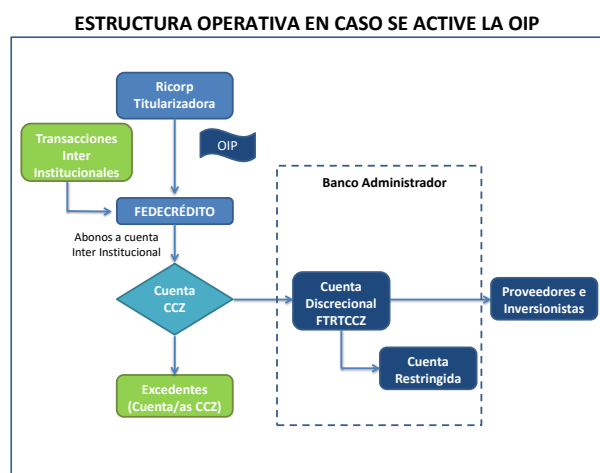 ESTRUCTURA OPERATIVA EN CASO SE ACTIVE LA OIP
Ricorp
Titularizadora
Transacciones
Inter
Institucionales
OIP
Banco Administrador
FEDECRÉDITO
Abonos a cuenta
Inter Institucional
Cuenta
CCZ
Cuenta
Discrecional
FTRTCCZ
Proveedores e
Inversionistas
Cuenta
Restringida
Excedentes
(Cuenta/as CCZ)